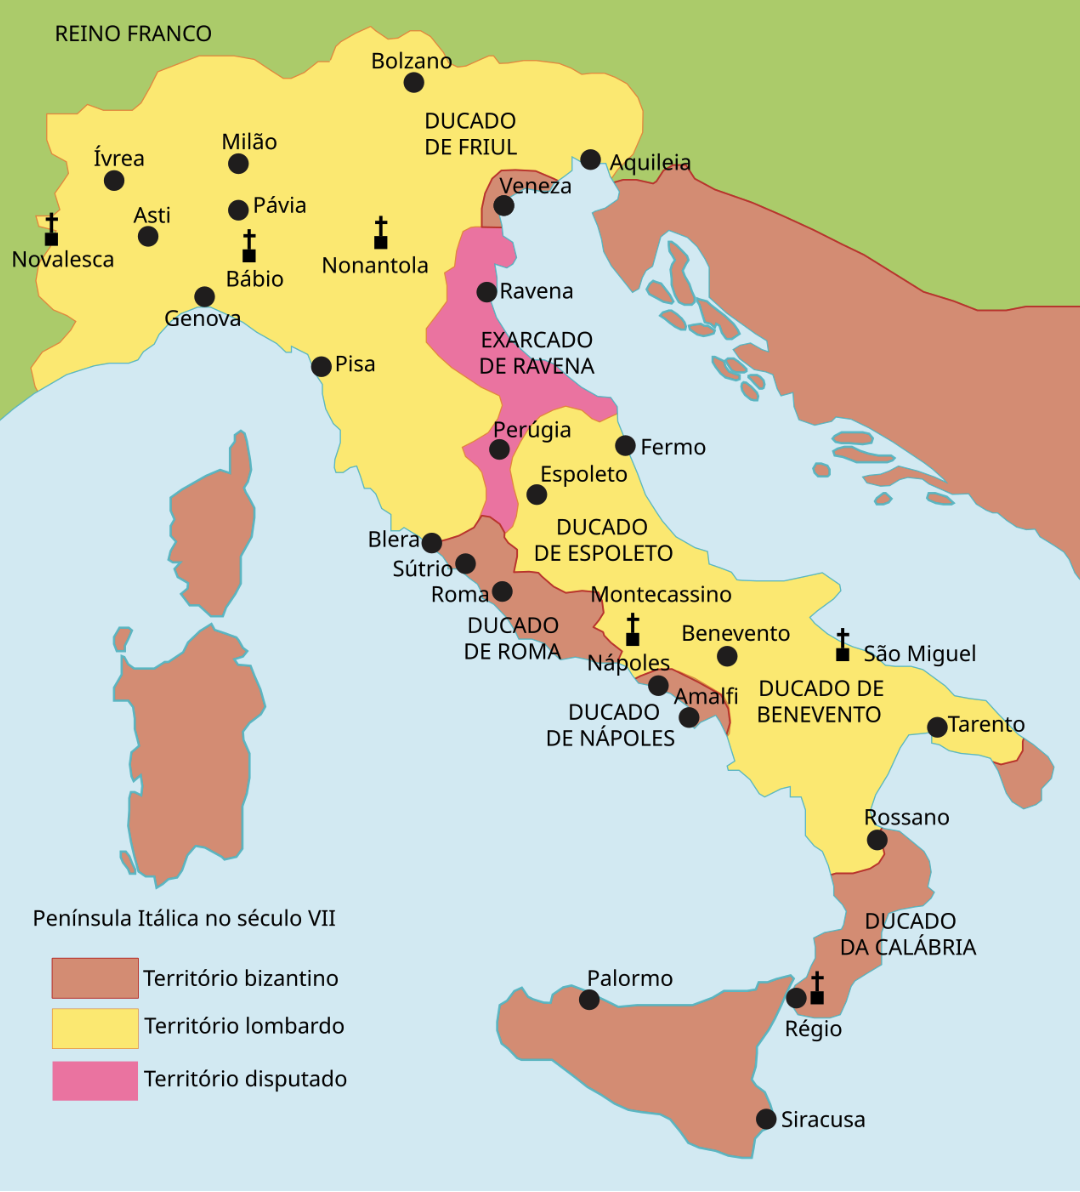 REINO FRANCO
Bolzano
DUCADO
DE FRIUL
Milão
Ívrea
Aquileia
Veneza
Pávia
Asti
Novalesca
Nonantola
Bábio
Ravena
Genova
EXARCADO
DE RAVENA
Pisa
Perúgia
Fermo
Espoleto
DUCADO
DE ESPOLETO
Blera
Sútrio
Roma
Montecassino
DUCADO
DE ROMA
Benevento
São Miguel
Nápoles
DUCADO DE
BENEVENTO
Amalfi
DUCADO
DE NÁPOLES
Tarento
Rossano
DUCADO
DA CALÁBRIA
Palormo
Régio
Siracusa
Península Itálica no século VII
Território bizantino
Território lombardo
Território disputado